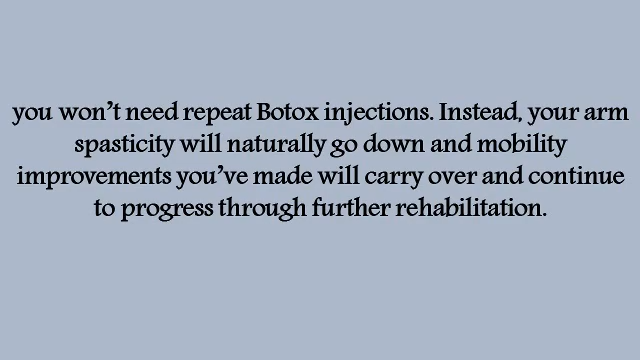 you won't need repeat Botox injections. Instead, your arm
spasticity will naturally go down and mobility
improvements you've made will carry over and continue
to progress through further rehabilitation.